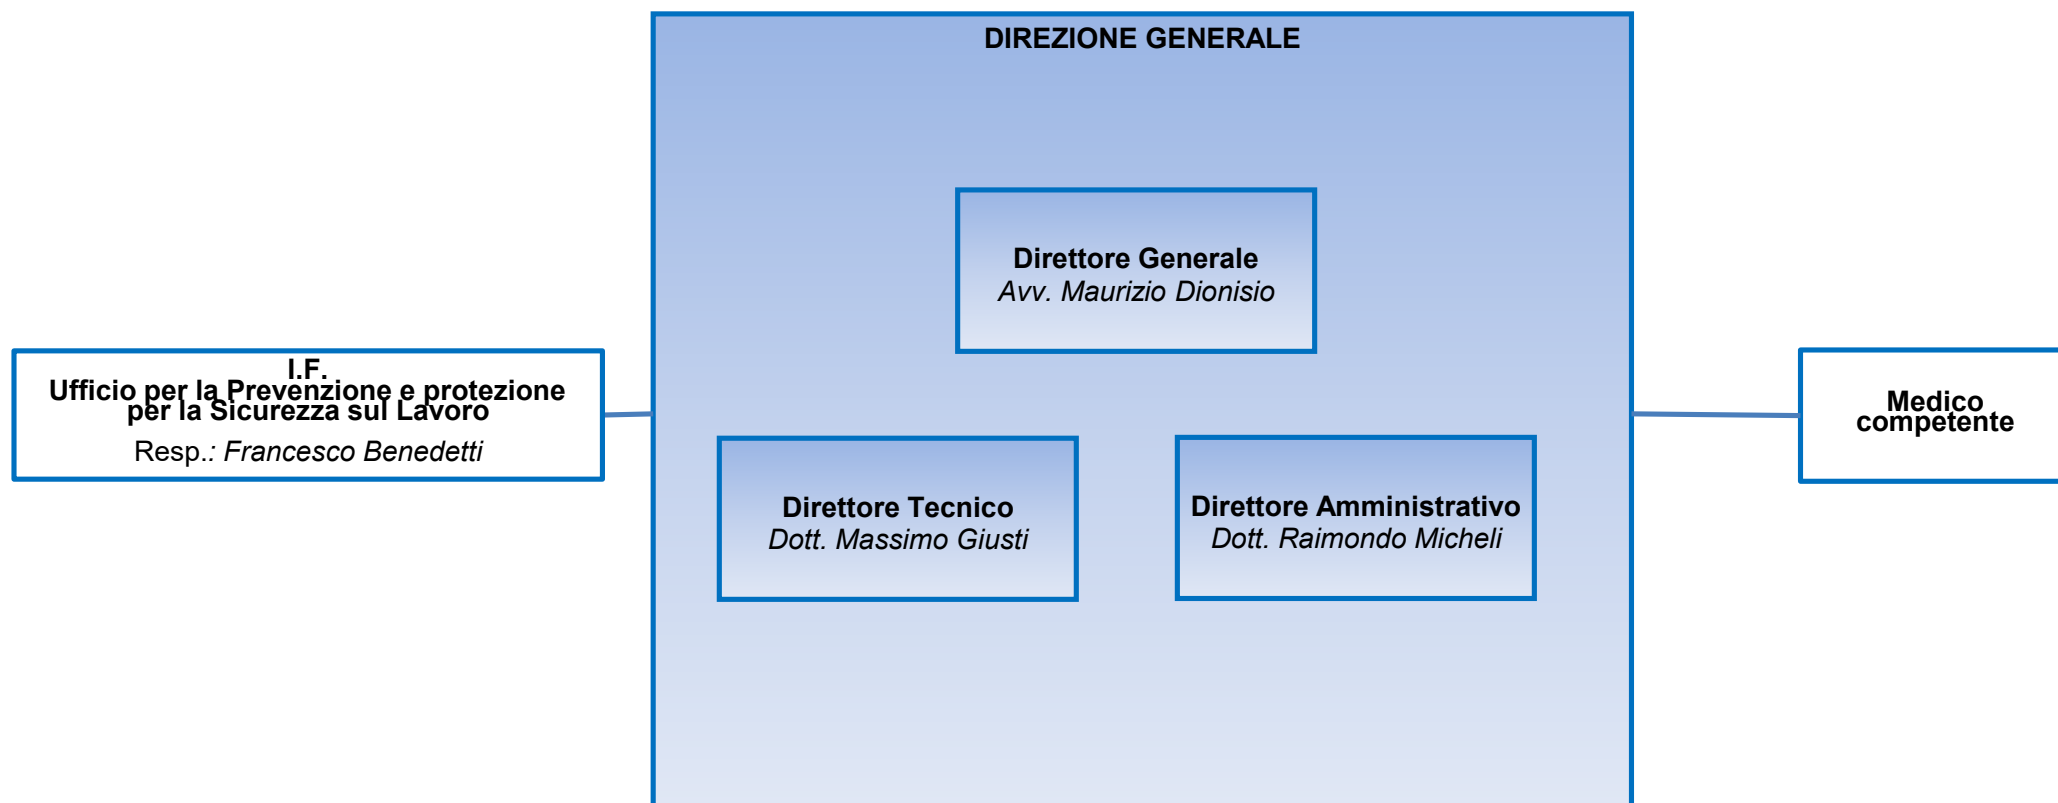 DIREZIONE GENERALE
Direttore Generale
Avv. Maurizio Dionisio
I.F.
Ufficio per la Prevenzione e protezione
per la Sicurezza sul Lavoro
Resp.: Francesco Benedetti
Medico
competente
Direttore Tecnico
Dott. Massimo Giusti
Direttore Amministrativo
Dott. Raimondo Micheli